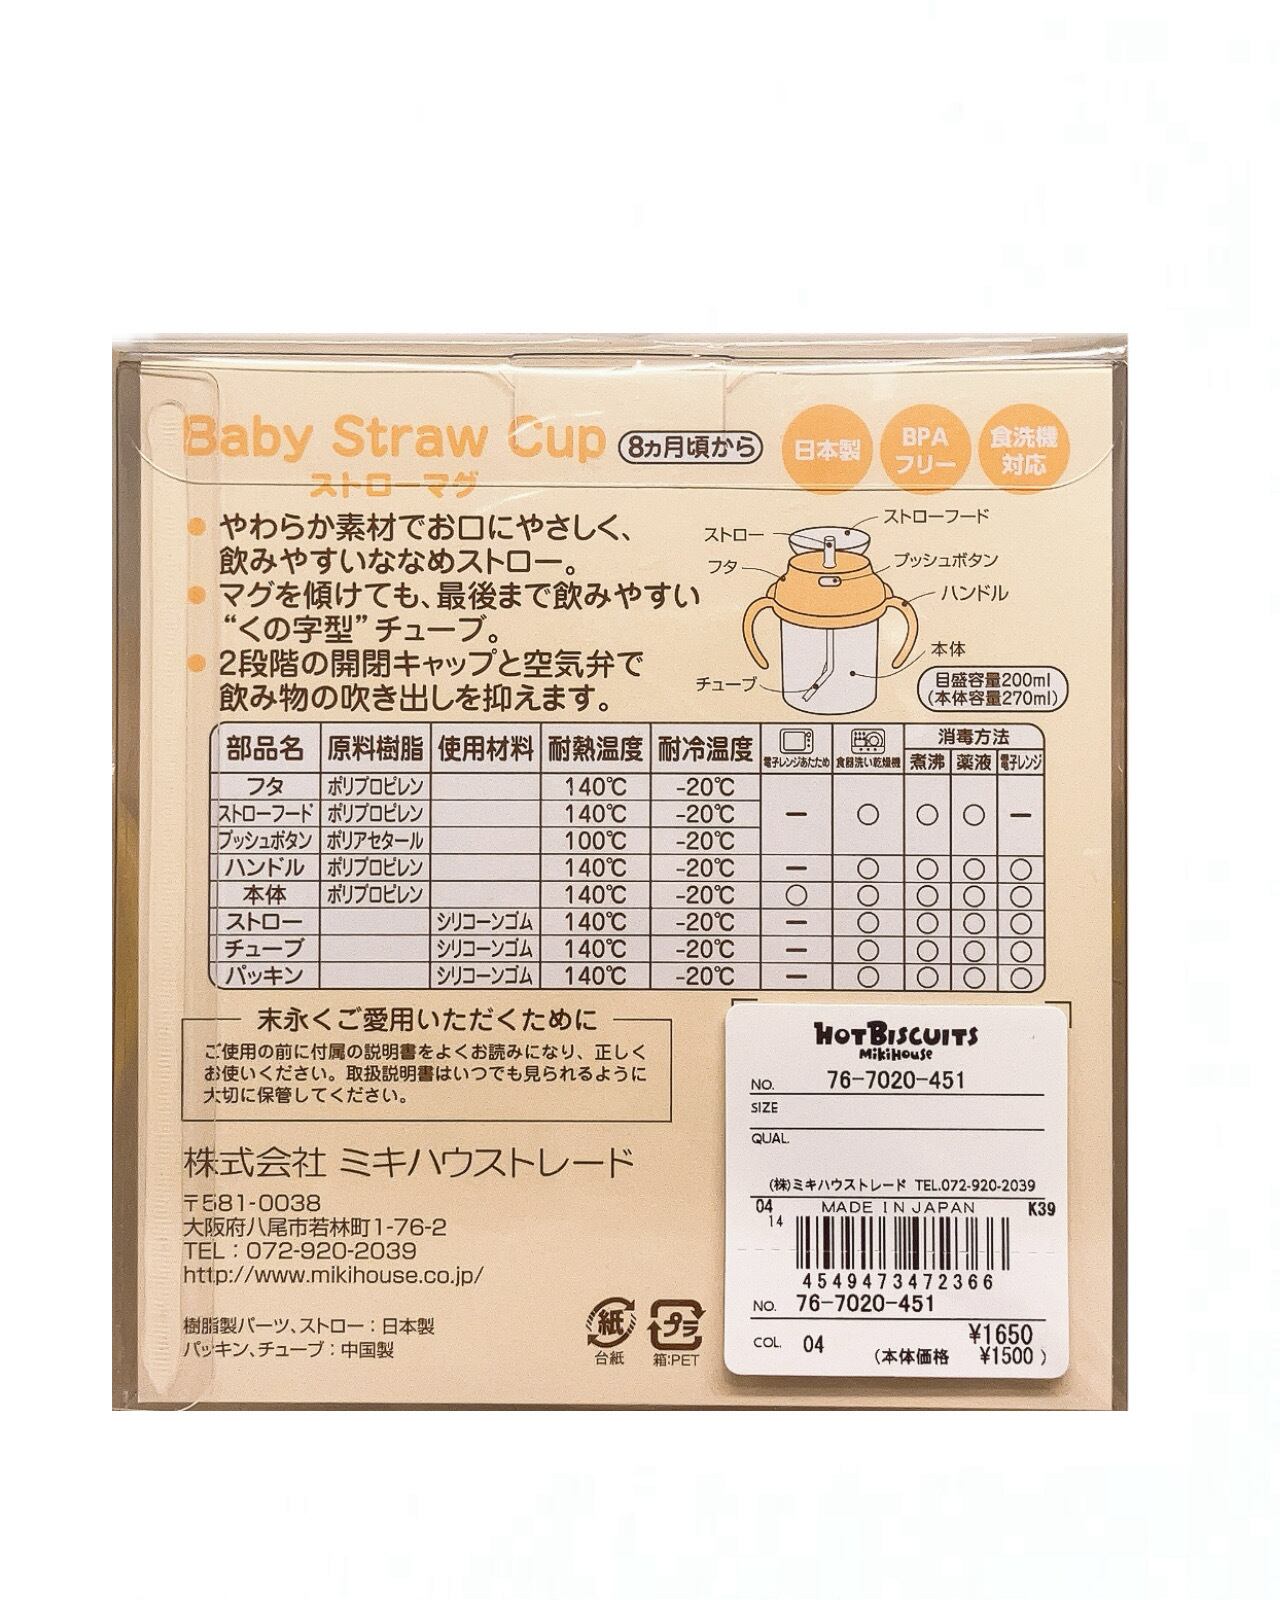 Baby Straw Cup 8カ月頃から 日本製 BPAフリー 食洗機対応
ストローマグ
● やわらか素材でお口にやさしく、
飲みやすいななめストロー。
● マグを傾けても、最後まで飲みやすい
“くの字型”チューブ。
● 2段階の開閉キャップと空気弁で
飲み物の吹き出しを抑えます。
ストローフード
ストロー
フタ
プッシュボタン
ハンドル
本体
チューブ
目盛容量200ml
(本体容量270ml)
部品名 原料樹脂 使用材料 耐熱温度 耐冷温度 電子レンジあたため 食器洗い乾燥機 消毒方法
煮沸 薬液 電子レンジ
フタ ポリプロピレン 140℃ -20℃
ストローフード ポリプロピレン 140℃ -20℃ ー ○ ○ ○ ー
プッシュボタン ポリアセタール 100℃ -20℃
ハンドル ポリプロピレン 140℃ -20℃ ー ○ ○ ○ ○
本体 ポリプロピレン 140℃ -20℃ ○ ○ ○ ○ ○
ストロー シリコーンゴム 140℃ -20℃ ー ○ ○ ○ ○
チューブ シリコーンゴム 140℃ -20℃ ー ○ ○ ○ ○
パッキン シリコーンゴム 140℃ -20℃ ー ○ ○ ○ ○
末永くご愛用いただくために
ご使用の前に付属の説明書をよくお読みになり、正しく
お使いください。取扱説明書はいつでも見られるように
大切に保管してください。
株式会社 ミキハウストレード
〒581-0038
大阪府八尾市若林町1-76-2
TEL：072-920-2039
http://www.mikihouse.co.jp/
樹脂製パーツ、ストロー：日本製
パッキン、チューブ：中国製
紙
台紙
プラ
箱:PET
HOT BISCUITS
MIKIHOUSE
NO. 76-7020-451
SIZE
QUAL.
(株)ミキハウストレード TEL.072-920-2039
04 MADE IN JAPAN K39
14
4549473472366
NO. 76-7020-451
COL. 04 ¥1650
(本体価格 ¥1500)